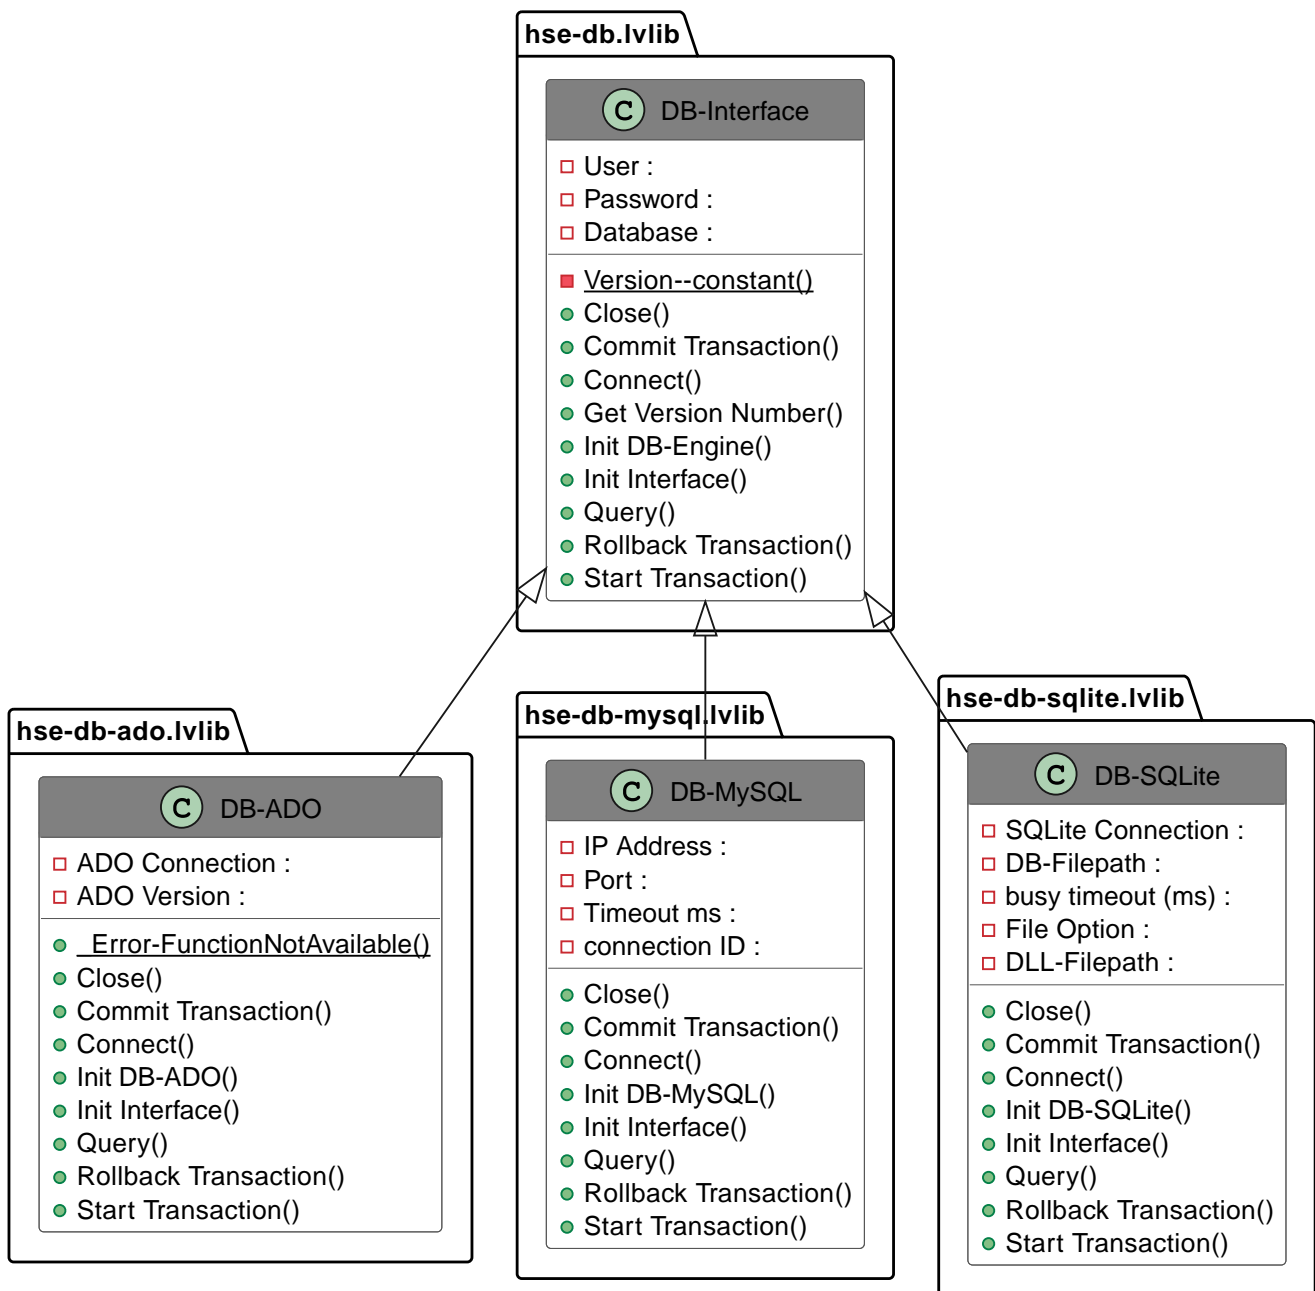 hse-db.lvlib
C DB-Interface
User :
Password :
Database :
Version--constant()
Close()
Commit Transaction()
Connect()
Get Version Number()
Init DB-Engine()
Init Interface()
Query()
Rollback Transaction()
Start Transaction()
hse-db-ado.lvlib
C DB-ADO
ADO Connection :
ADO Version :
_Error-FunctionNotAvailable()
Close()
Commit Transaction()
Connect()
Init DB-ADO()
Init Interface()
Query()
Rollback Transaction()
Start Transaction()
hse-db-mysql.lvlib
C DB-MySQL
IP Address :
Port :
Timeout ms :
connection ID :
Close()
Commit Transaction()
Connect()
Init DB-MySQL()
Init Interface()
Query()
Rollback Transaction()
Start Transaction()
hse-db-sqlite.lvlib
C DB-SQLite
SQLite Connection :
DB-Filepath :
busy timeout (ms) :
File Option :
DLL-Filepath :
Close()
Commit Transaction()
Connect()
Init DB-SQLite()
Init Interface()
Query()
Rollback Transaction()
Start Transaction()